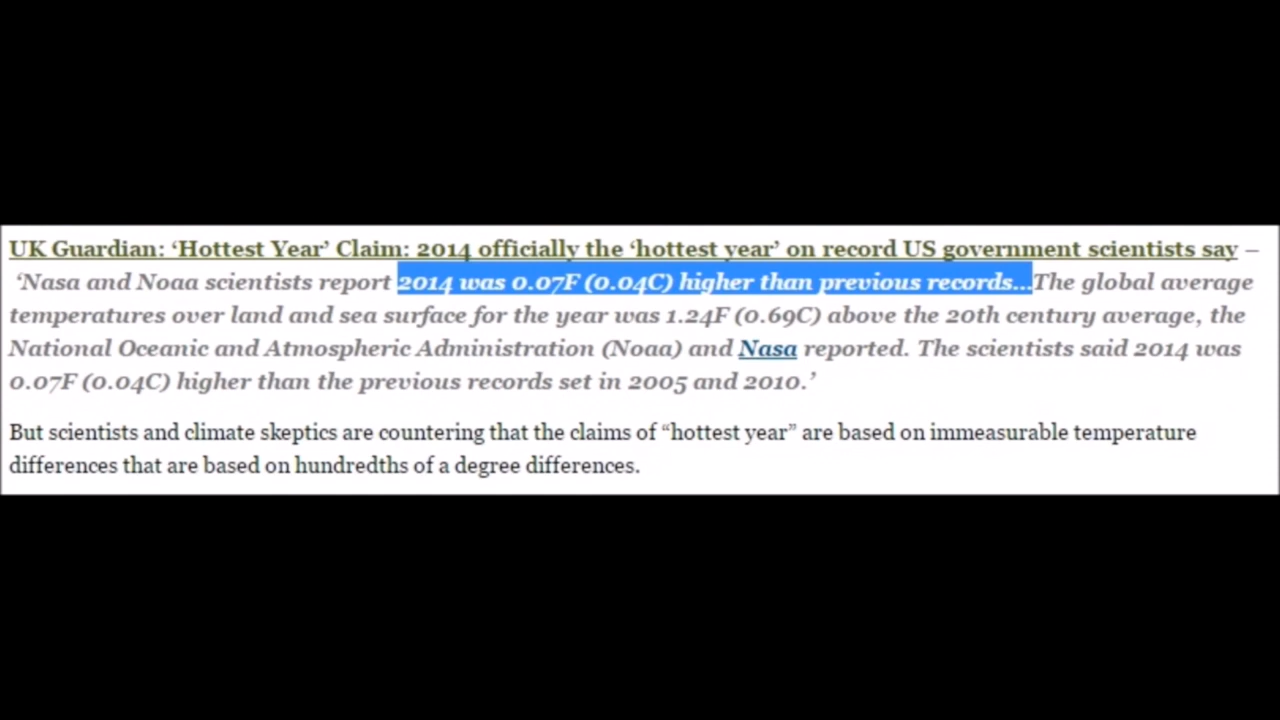 UK Guardian: ‘Hottest Year’ Claim: 2014 officially the ‘hottest year’ on record US government scientists say –
‘Nasa and Noaa scientists report 2014 was 0.07F (0.04C) higher than previous records…The global average
temperatures over land and sea surface for the year was 1.24F (0.69C) above the 20th century average, the
National Oceanic and Atmospheric Administration (Noaa) and Nasa reported. The scientists said 2014 was
0.07F (0.04C) higher than the previous records set in 2005 and 2010.’
But scientists and climate skeptics are countering that the claims of “hottest year” are based on immeasurable temperature
differences that are based on hundredths of a degree differences.